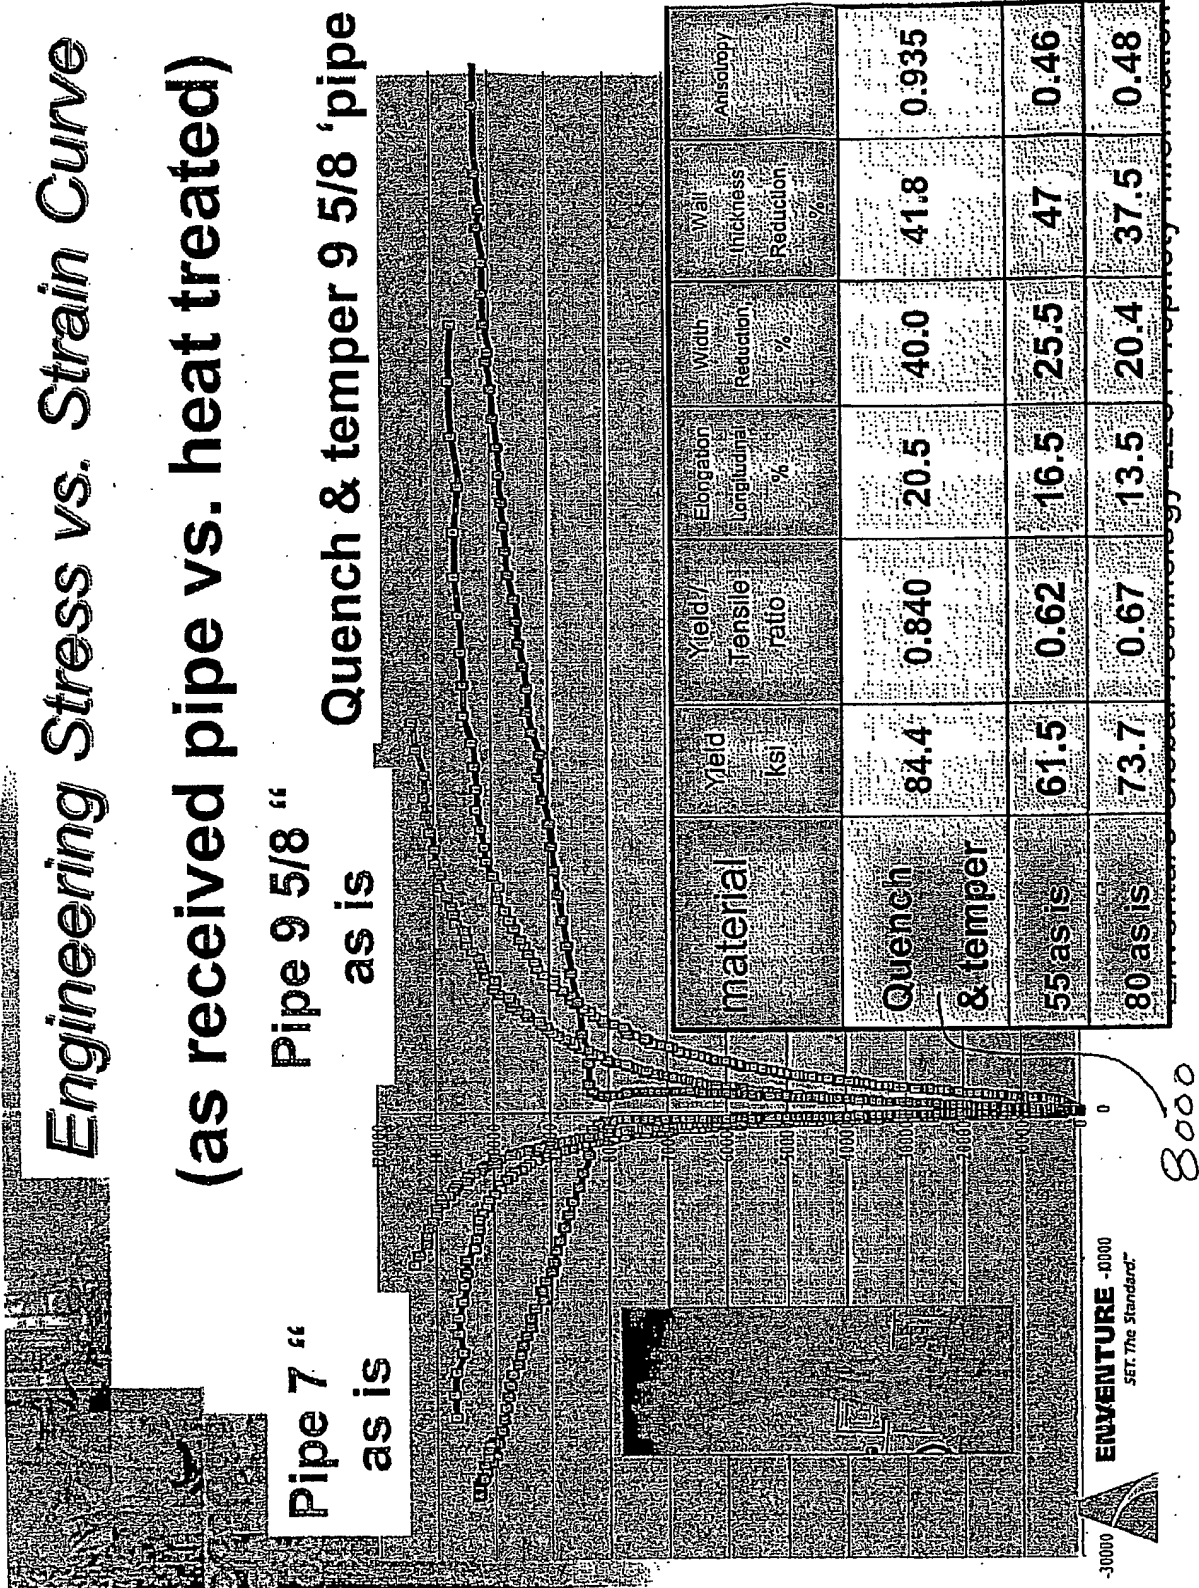 Engineering Stress vs. Strain Curve
(as received pipe vs. heat treated)
Pipe 7 “
as is
Pipe 9 5/8 “
as is
Quench & temper 9 5/8 ‘pipe
material
Yield
ksi
Yield/
Tensile
ratio
Elongation
Longitudinal
%
Width
Reduction,
%
Wall
thickness
Reduction
%
Anisotropy
Quench
& temper
84.4
0.840
20.5
40.0
41.8
0.935
55 as is
61.5
0.62
16.5
25.5
47
0.46
80 as is
73.7
0.67
13.5
20.4
37.5
0.48
-30000
-10000
0
ENVENTURE
SET. The Standard.™
8000